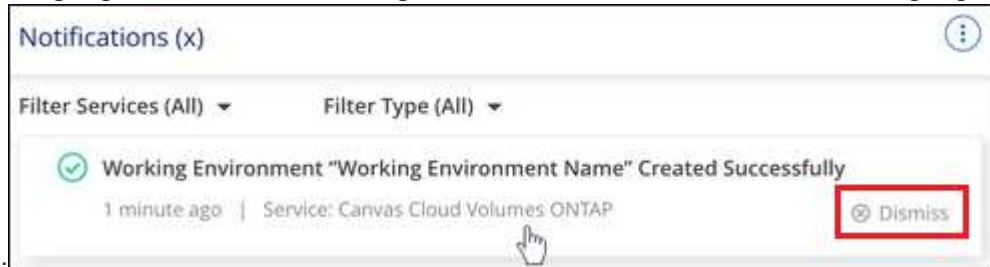 Notifications (x)
Filter Services (All) Filter Type (All)
Working Environment “Working Environment Name” Created Successfully
1 minute ago | Service: Canvas Cloud Volumes ONTAP
Dismiss